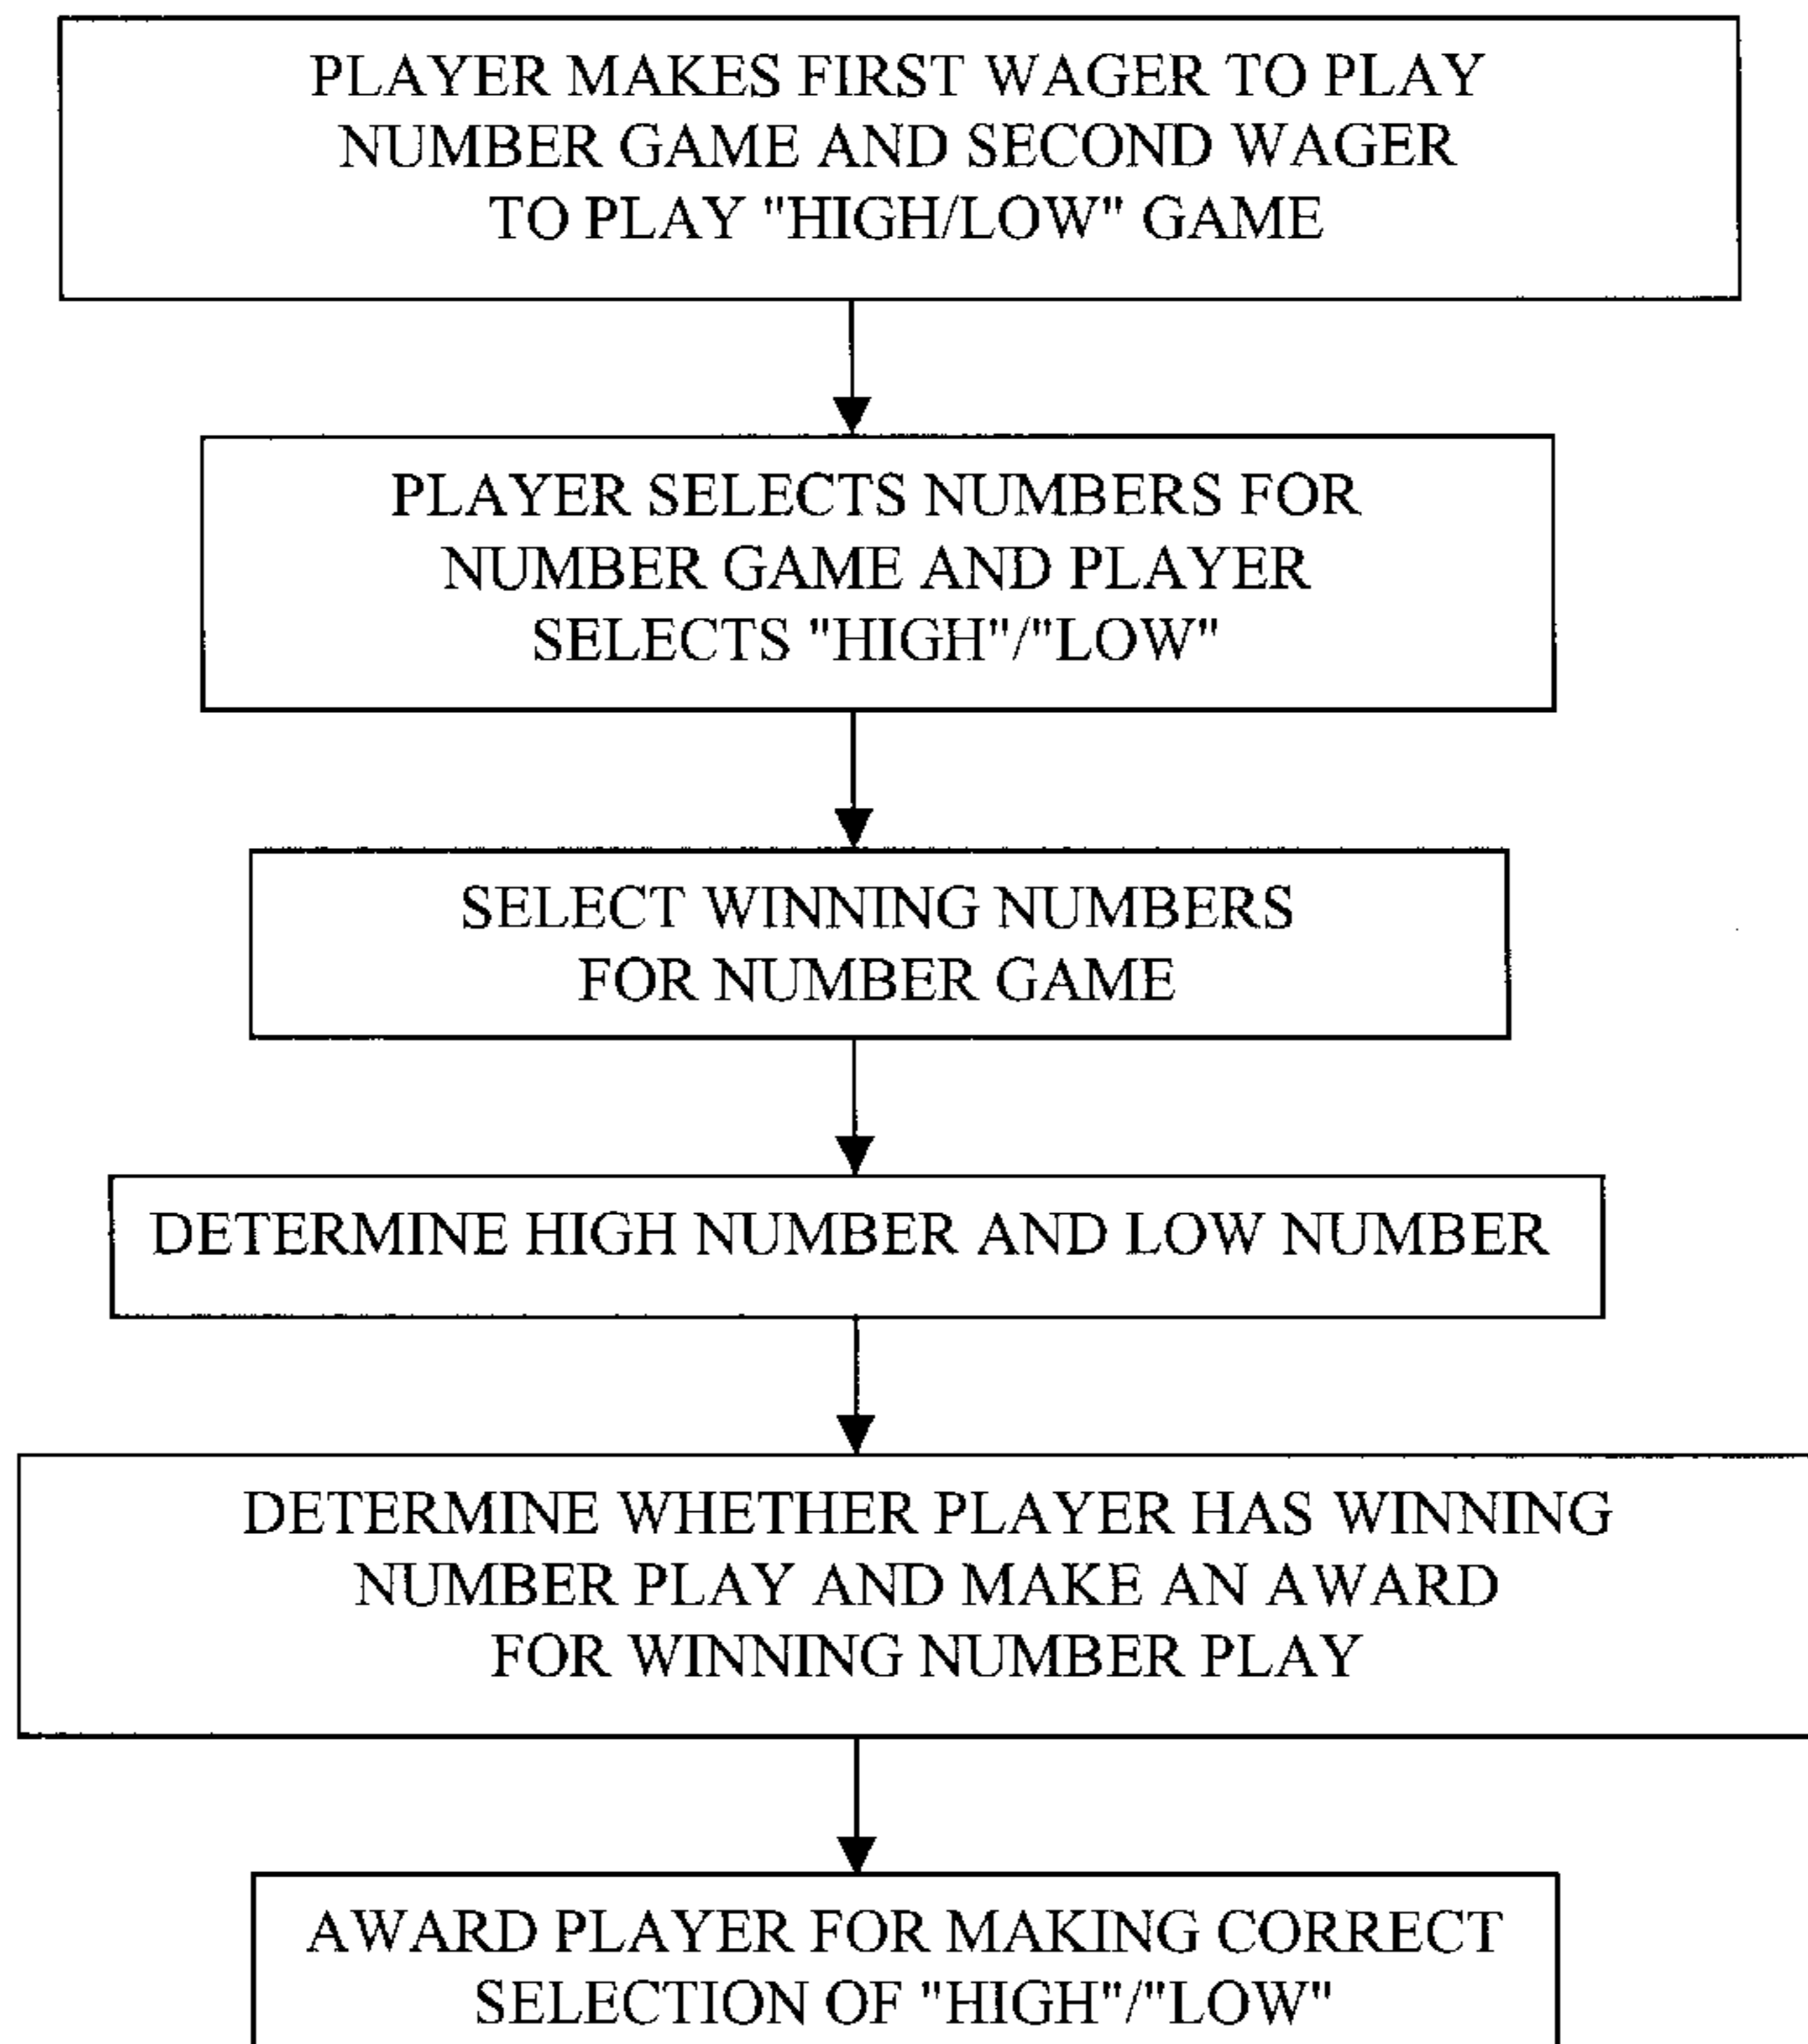 PLAYER MAKES FIRST WAGER TO PLAY
NUMBER GAME AND SECOND WAGER
TO PLAY "HIGH/LOW" GAME
PLAYER SELECTS NUMBERS FOR
NUMBER GAME AND PLAYER
SELECTS "HIGH"/"LOW"
SELECT WINNING NUMBERS
FOR NUMBER GAME
DETERMINE HIGH NUMBER AND LOW NUMBER
DETERMINE WHETHER PLAYER HAS WINNING
NUMBER PLAY AND MAKE AN AWARD
FOR WINNING NUMBER PLAY
AWARD PLAYER FOR MAKING CORRECT
SELECTION OF "HIGH"/"LOW"